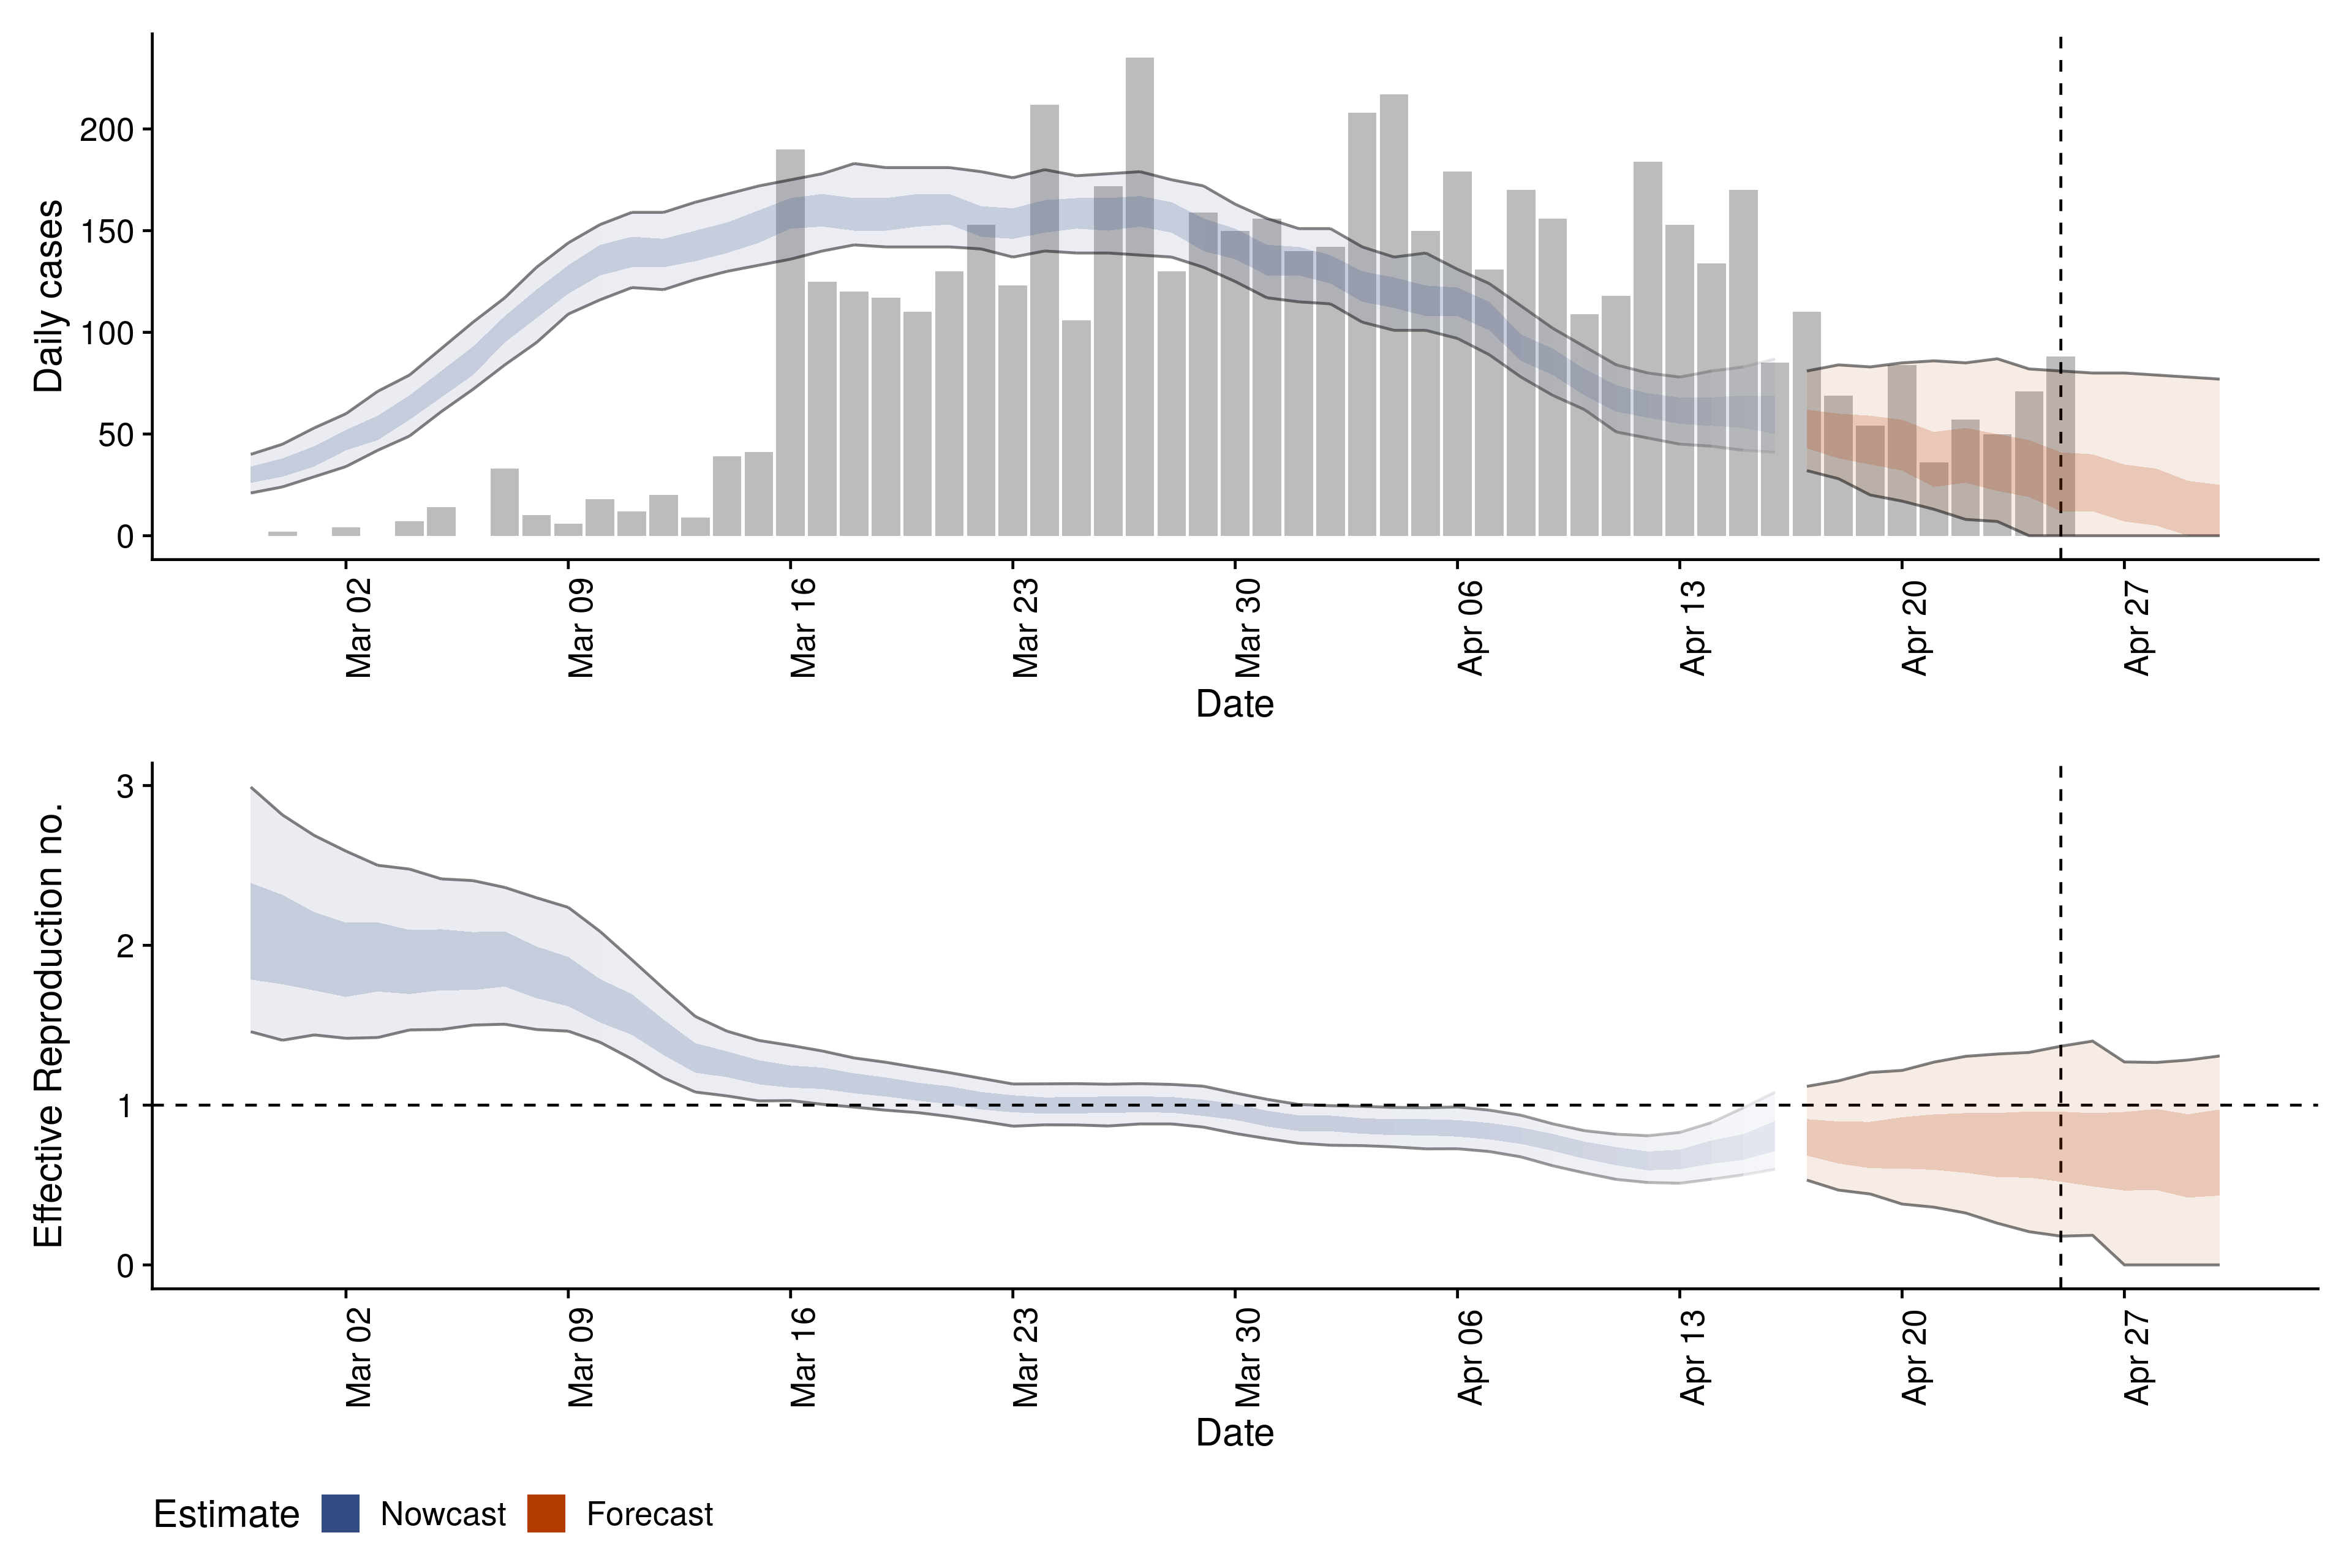 Daily cases
200
150
100
50
0
Mar 02
Mar 09
Mar 16
Mar 23
Mar 30
Apr 06
Apr 13
Apr 20
Apr 27
Date
Effective Reproduction no.
3
2
1
0
Mar 02
Mar 09
Mar 16
Mar 23
Mar 30
Apr 06
Apr 13
Apr 20
Apr 27
Date
Estimate Nowcast Forecast